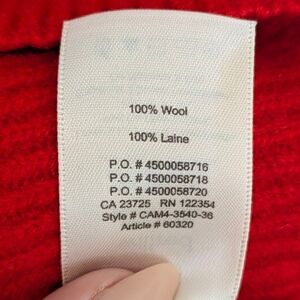 100% Wool
100% Laine
P.O. # 4500058716
P.O. # 4500058718
P.O. # 4500058720
CA 23725 RN 122354
Style # CAM4-3540-36
Article # 60320